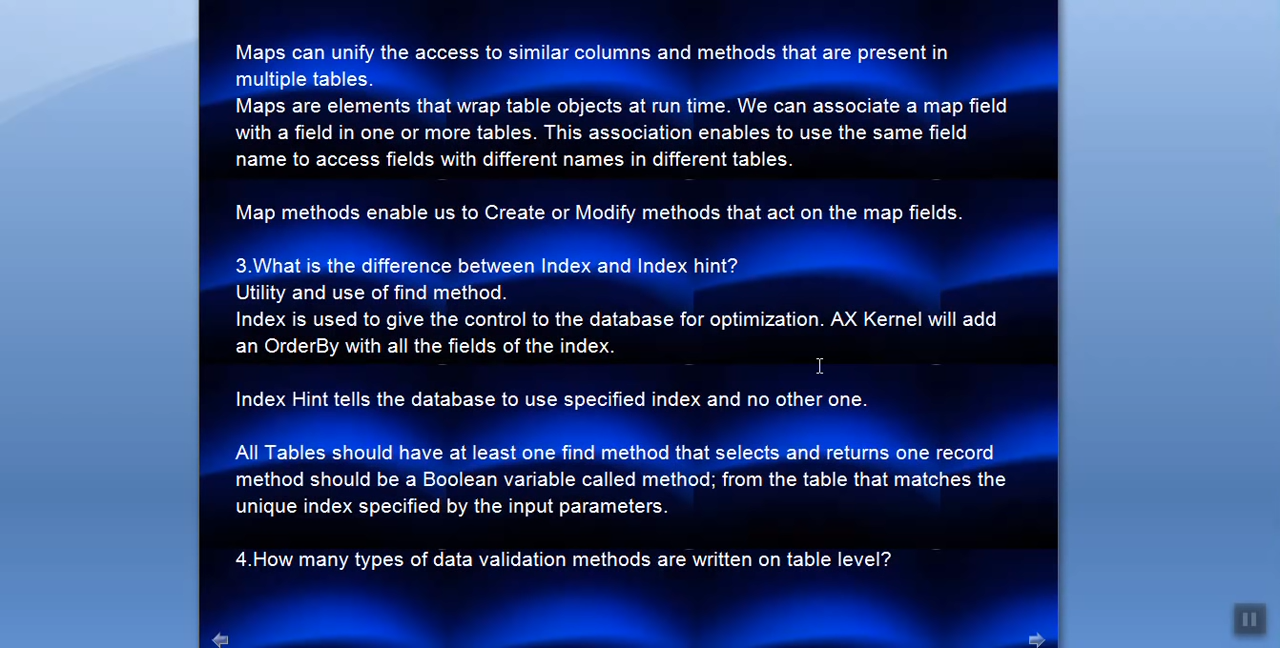 Maps can unify the access to similar columns and methods that are present in
multiple tables.
Maps are elements that wrap table objects at run time. We can associate a map field
with a field in one or more tables. This association enables to use the same field
name to access fields with different names in different tables.
Map methods enable us to Create or Modify methods that act on the map fields.
3.What is the difference between Index and Index hint?
Utility and use of find method.
Index is used to give the control to the database for optimization. AX Kernel will add
an OrderBy with all the fields of the index.
Index Hint tells the database to use specified index and no other one.
All Tables should have at least one find method that selects and returns one record
method should be a Boolean variable called method; from the table that matches the
unique index specified by the input parameters.
4.How many types of data validation methods are written on table level?